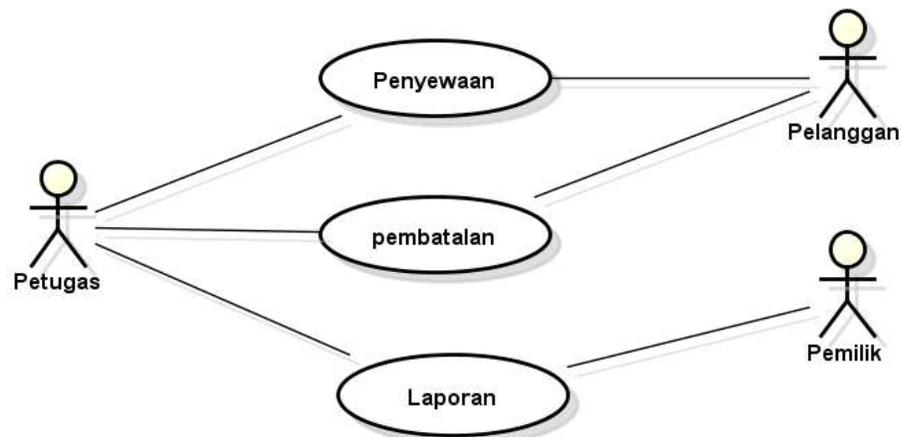 Penyewaan
Pelanggan
pembatalan
Petugas
Pemilik
Laporan